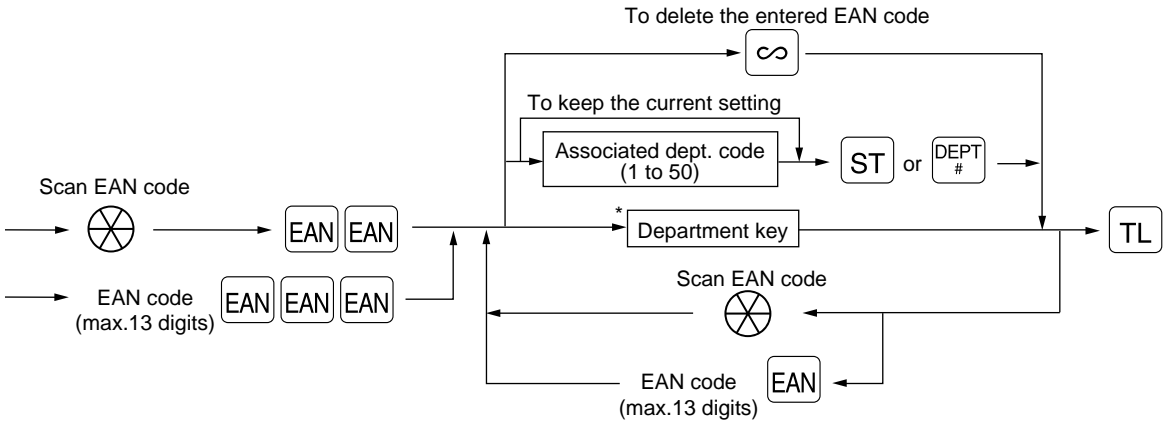 To delete the entered EAN code
∽
To keep the current setting
Associated dept. code
(1 to 50)
ST or DEPT #
Scan EAN code
EAN EAN
* Department key
TL
EAN code
(max.13 digits)
EAN EAN EAN
Scan EAN code
EAN code
(max.13 digits)
EAN